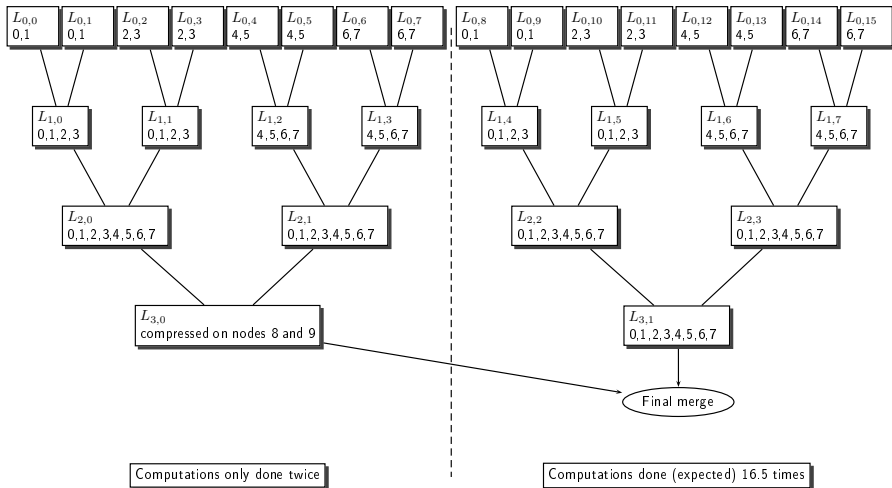 L0,0 L0,1 L0,2 L0,3 L0,4 L0,5 L0,6 L0,7 L0,8 L0,9 L0,10 L0,11 L0,12 L0,13 L0,14 L0,15
0,1 0,1 2,3 2,3 4,5 4,5 6,7 6,7 0,1 0,1 2,3 2,3 4,5 4,5 6,7 6,7
L1,0 L1,1 L1,2 L1,3 L1,4 L1,5 L1,6 L1,7
0,1,2,3 0,1,2,3 4,5,6,7 4,5,6,7 0,1,2,3 0,1,2,3 4,5,6,7 4,5,6,7
L2,0 L2,1 L2,2 L2,3
0,1,2,3,4,5,6,7 0,1,2,3,4,5,6,7 0,1,2,3,4,5,6,7 0,1,2,3,4,5,6,7
L3,0 L3,1
compressed on nodes 8 and 9 0,1,2,3,4,5,6,7
Final merge
Computations only done twice Computations done (expected) 16.5 times